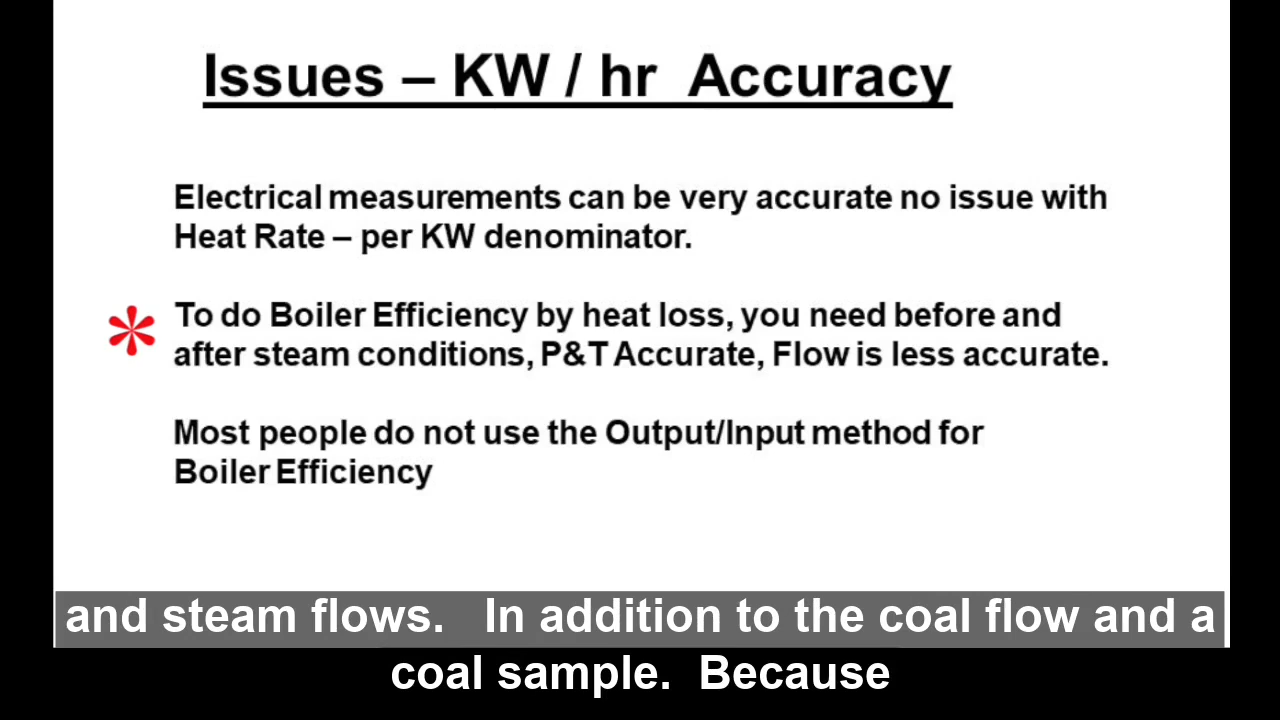 Issues – KW / hr Accuracy
Electrical measurements can be very accurate no issue with
Heat Rate – per KW denominator.
To do Boiler Efficiency by heat loss, you need before and
after steam conditions, P&T Accurate, Flow is less accurate.
Most people do not use the Output/Input method for
Boiler Efficiency
and steam flows. In addition to the coal flow and a
coal sample. Because